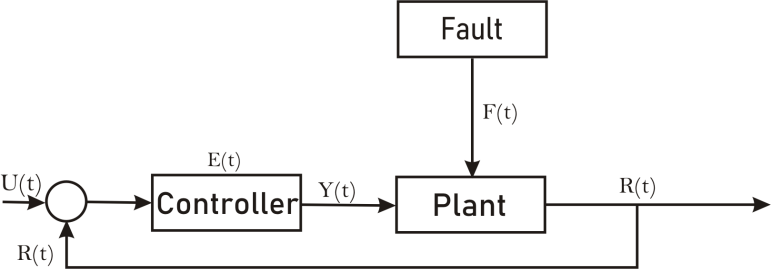 Fault
F(t)
E(t)
U(t)
Controller
Y(t)
Plant
R(t)
R(t)